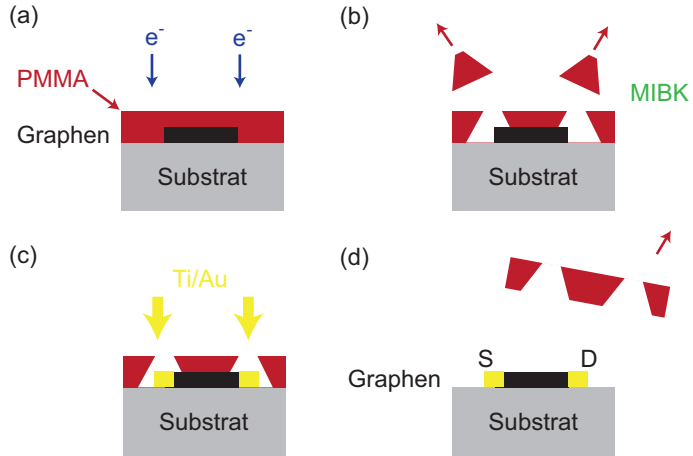 (a)
e- e-
PMMA
Graphen
Substrat
(b)
MIBK
Substrat
(c)
Ti/Au
Substrat
(d)
S D
Graphen
Substrat